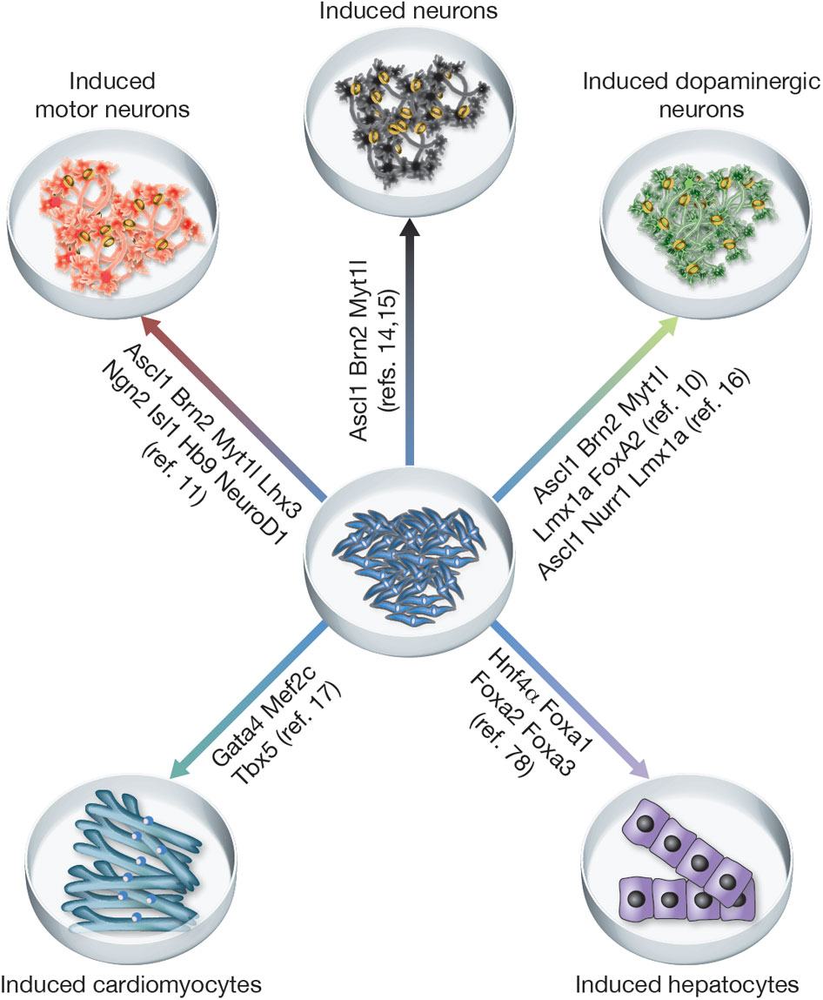 Induced neurons
Induced
motor neurons
Induced dopaminergic
neurons
Ascl1 Brn2 Myt1l Lhx3
Ngn2 Isl1 Hb9 NeuroD1
(ref. 11)
Ascl1 Brn2 Myt1l
(refs. 14,15)
Ascl1 Brn2 Myt1l
Lmx1a FoxA2 (ref. 10)
Ascl1 Nurr1 Lmx1a (ref. 16)
Gata4 Mef2c
Tbx5 (ref. 17)
Hnf4α Foxa1
Foxa2 Foxa3
(ref. 78)
Induced cardiomyocytes
Induced hepatocytes